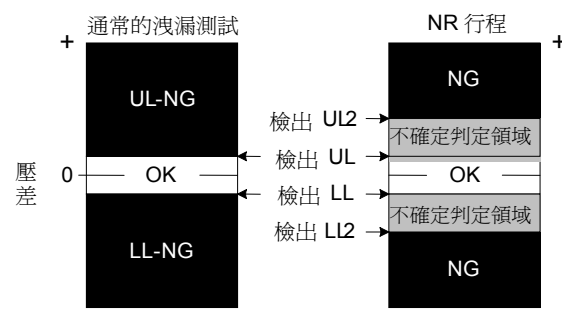 通常的洩漏測試
NR 行程
+
+
UL-NG
NG
檢出 UL2
不確定判定領域
檢出 UL
壓差
0
OK
OK
檢出 LL
不確定判定領域
檢出 LL2
LL-NG
NG